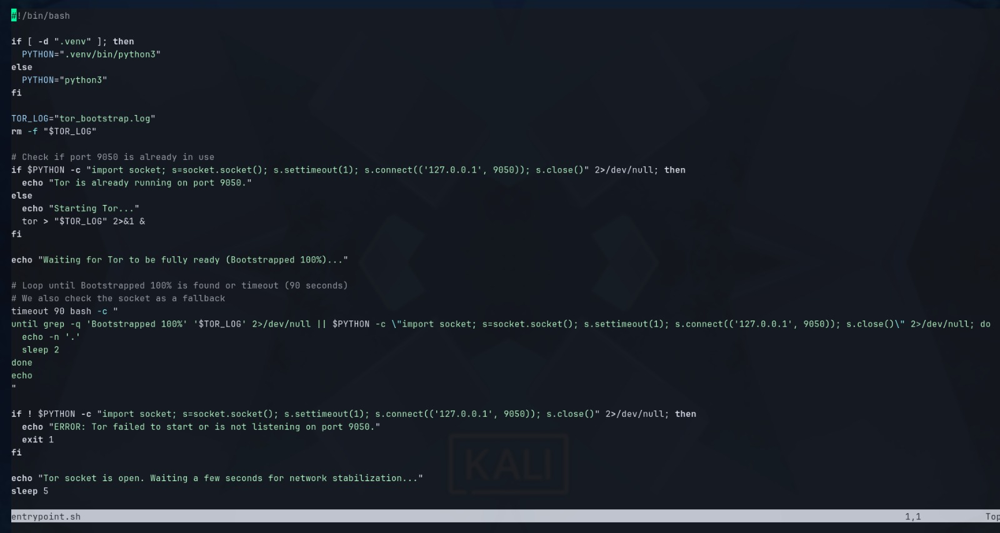 #!/bin/bash

if [ -d ".venv" ]; then
  PYTHON=".venv/bin/python3"
else
  PYTHON="python3"
fi

TOR_LOG="tor_bootstrap.log"
rm -f "$TOR_LOG"

# Check if port 9050 is already in use
if $PYTHON -c "import socket; s=socket.socket(); s.settimeout(1); s.connect(('127.0.0.1', 9050)); s.close()" 2>/dev/null; then
  echo "Tor is already running on port 9050."
else
  echo "Starting Tor..."
  tor > "$TOR_LOG" 2>&1 &
fi

echo "Waiting for Tor to be fully ready (Bootstrapped 100%)..."

# Loop until Bootstrapped 100% is found or timeout (90 seconds)
# We also check the socket as a fallback
timeout 90 bash -c "
until grep -q 'Bootstrapped 100%' '$TOR_LOG' 2>/dev/null || $PYTHON -c \"import socket; s=socket.socket(); s.settimeout(1); s.connect(('127.0.0.1', 9050)); s.close()\" 2>/dev/null; do
  echo -n '.'
  sleep 2
done
echo
"

if ! $PYTHON -c "import socket; s=socket.socket(); s.settimeout(1); s.connect(('127.0.0.1', 9050)); s.close()" 2>/dev/null; then
  echo "ERROR: Tor failed to start or is not listening on port 9050."
  exit 1
fi

KALI
echo "Tor socket is open. Waiting a few seconds for network stabilization..."
sleep 5

entrypoint.sh 1,1 Top